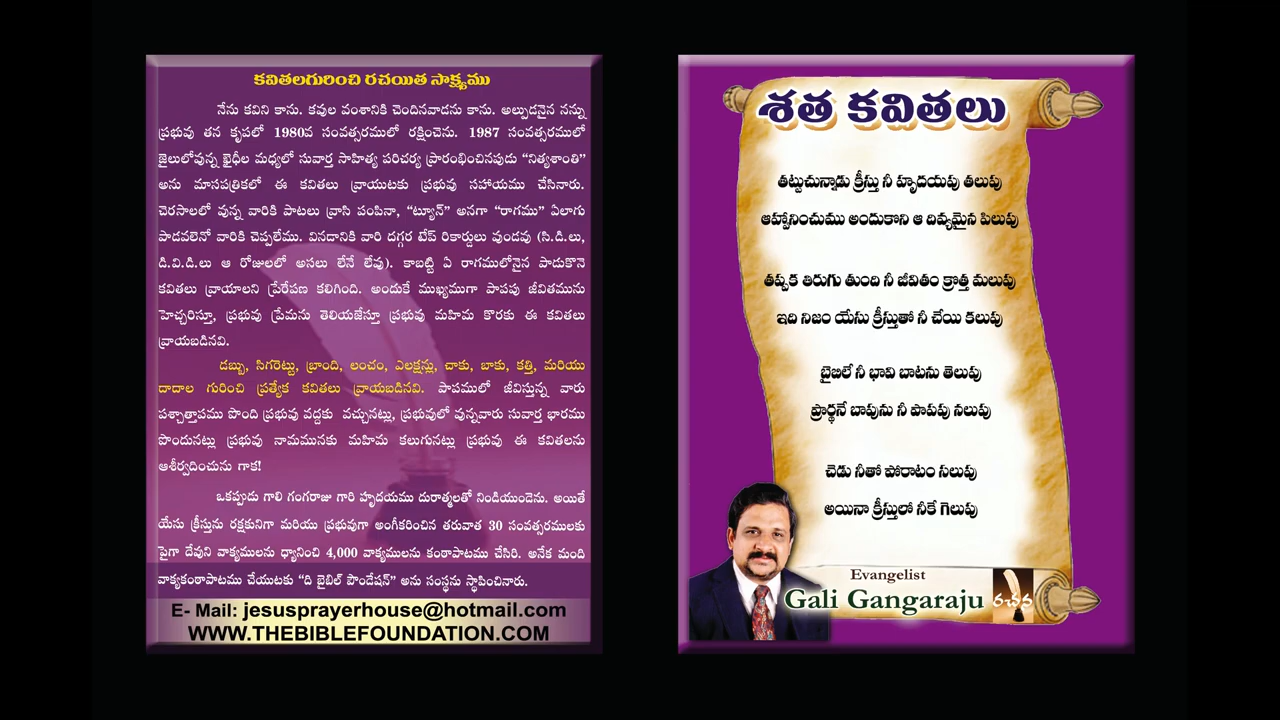 కవితలగురించి రచయిత సాక్ష్యము
నేను కవిని కాను. కవుల వంశానికి చెందినవాడను కాను. అల్పుడనైన నన్ను
ప్రభువు తన కృపలో 1980వ సంవత్సరములో రక్షించెను. 1987 సంవత్సరములో
జైలులోవున్న ఖైధీల మధ్యలో సువార్త సాహిత్య పరిచర్య ప్రారంభించినపుడు “నిత్యశాంతి”
అను మాసపత్రికలో ఈ కవితలు వ్రాయుటకు ప్రభువు సహాయము చేసినారు.
చెరసాలలో వున్న వారికి పాటలు వ్రాసి పంపినా, “ట్యూన్” అనగా “రాగము” ఏలాగు
పాడవలెనో వారికి చెప్పలేము. వినడానికి వారి దగ్గర టేప్ రికార్డులు వుండవు (సి.డి.లు,
డి.వి.డి.లు ఆ రోజులలో అసలు లేనే లేవు). కాబట్టి ఏ రాగములోనైన పాడుకొనె
కవితలు వ్రాయాలని ప్రేరేపణ కలిగింది. అందుకే ముఖ్యముగా పాపపు జీవితమును
హెచ్చరిస్తూ, ప్రభువు ప్రేమను తెలియజేస్తూ ప్రభువు మహిమ కొరకు ఈ కవితలు
వ్రాయబడినవి.
డబ్బు, సిగరెట్టు, బ్రాంది, లంచం, ఎలక్షన్లు, చాకు, బాకు, కత్తి, మరియు
దాదాల గురించి ప్రత్యేక కవితలు వ్రాయబడినవి. పాపములో జీవిస్తున్న వారు
పశ్చాత్తాపము పొంది ప్రభువు వద్దకు వచ్చునట్లు, ప్రభువులో వున్నవారు సువార్త భారము
పొందునట్లు ప్రభువు నామమునకు మహిమ కలుగునట్లు ప్రభువు ఈ కవితలను
ఆశీర్వదించును గాక!
ఒకప్పుడు గాలి గంగరాజు గారి హృదయము దురాత్మలతో నిండియుండెను. అయితే
యేసు క్రీస్తును రక్షకునిగా మరియు ప్రభువుగా అంగీకరించిన తరువాత 30 సంవత్సరములకు
పైగా దేవుని వాక్యములను ధ్యానించి 4,000 వాక్యములను కంఠాపాటము చేసిరి. అనేక మంది
వాక్యకంఠాపాటము చేయుటకు “ది బైబిల్ పౌండేషన్” అను సంస్థను స్థాపించినారు.
E- Mail: jesusprayerhouse@hotmail.com
WWW.THEBIBLEFOUNDATION.COM
శత కవితలు
తట్టుచున్నాడు క్రీస్తు నీ హృదయపు తలుపు
ఆహ్వానించుము అందుకొని ఆ దివ్యమైన పిలుపు
తప్పక తిరుగు తుంది నీ జీవితం క్రొత్త మలుపు
ఇది నిజం యేసు క్రీస్తుతో నీ చేయి కలుపు
బైబిలే నీ భావి బాటను తెలుపు
ప్రార్థనే బాపును నీ పాపపు నలుపు
చెడు నీతో పోరాటం సలుపు
అయినా క్రీస్తులో నీకే గెలుపు
Evangelist
Gali Gangaraju
రచన